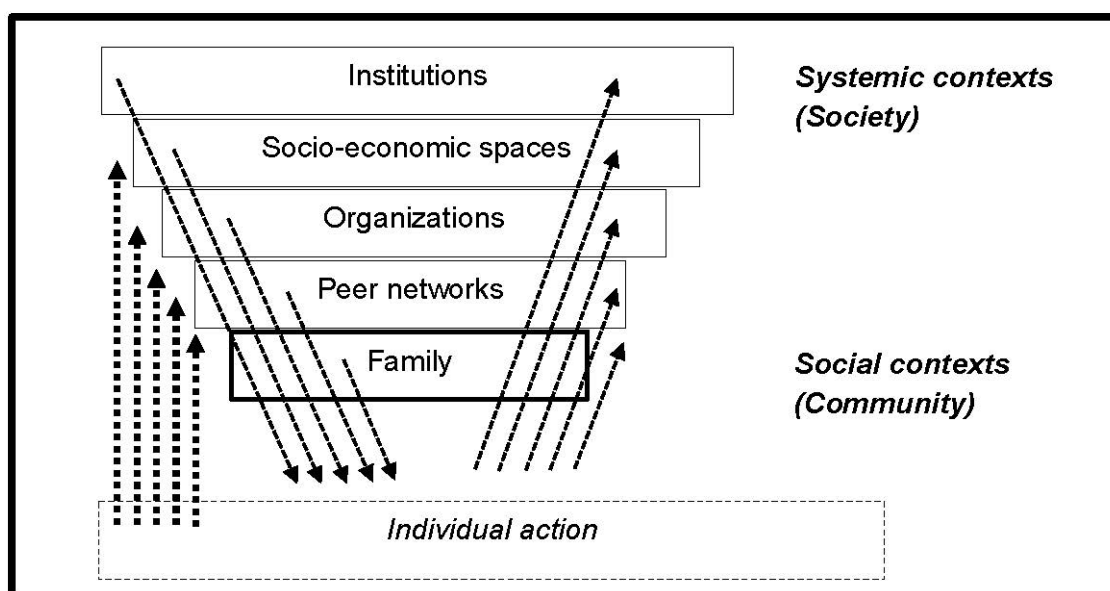 Institutions
Systemic contexts
(Society)
Socio-economic spaces
Organizations
Peer networks
Family
Social contexts
(Community)
Individual action